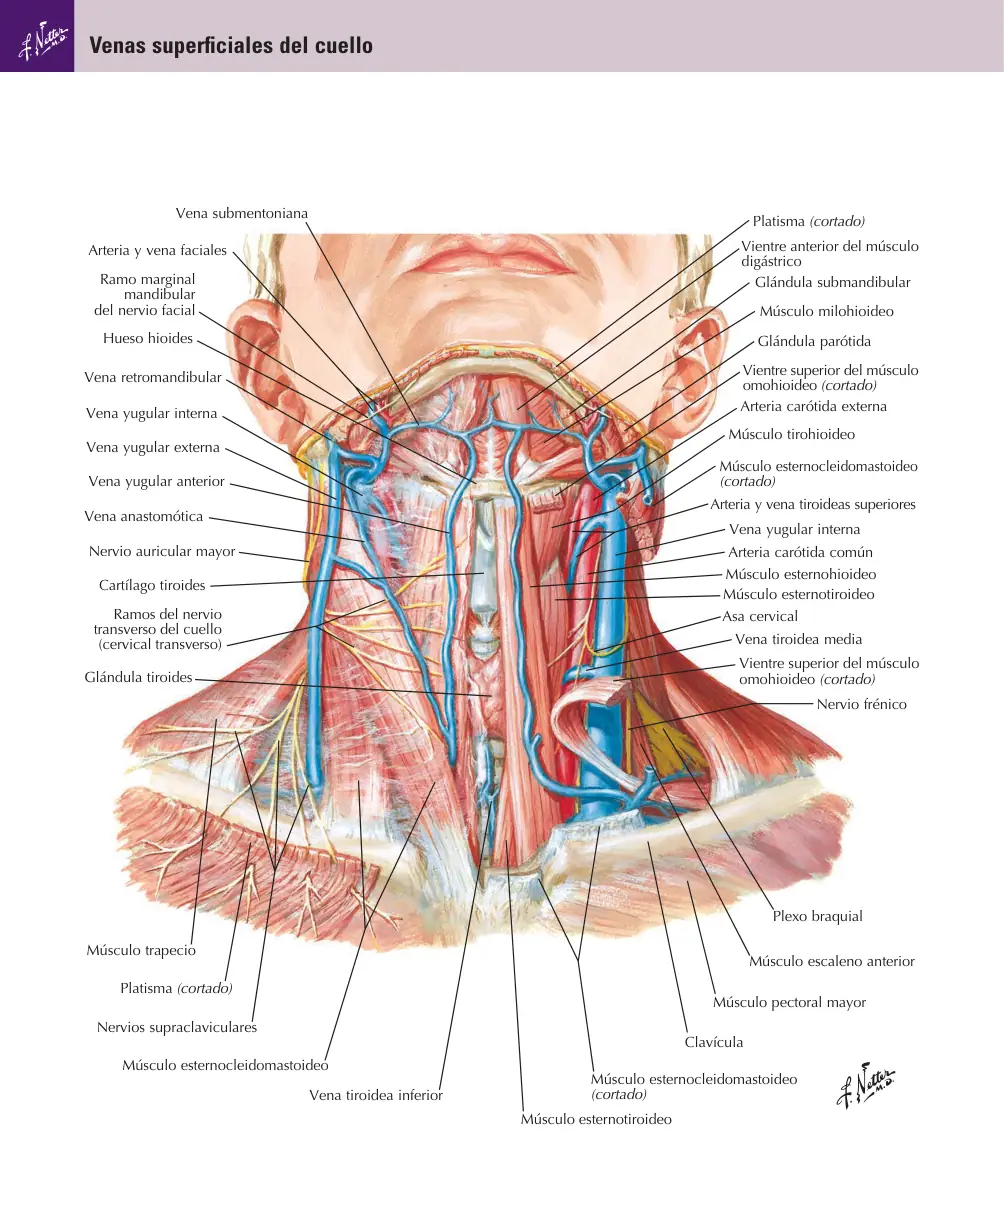 F. Netter M.D.
Venas superficiales del cuello
Vena submentoniana
Arteria y vena faciales
Ramo marginal
mandibular
del nervio facial
Hueso hioides
Vena retromandibular
Vena yugular interna
Vena yugular externa
Vena yugular anterior
Vena anastomótica
Nervio auricular mayor
Cartílago tiroides
Ramos del nervio
transverso del cuello
(cervical transverso)
Glándula tiroides
Platisma (cortado)
Vientre anterior del músculo
digástrico
Glándula submandibular
Músculo milohioideo
Glándula parótida
Vientre superior del músculo
omohioideo (cortado)
Arteria carótida externa
Músculo tirohioideo
Músculo esternocleidomastoideo
(cortado)
Arteria y vena tiroideas superiores
Vena yugular interna
Arteria carótida común
Músculo esternohioideo
Músculo esternotiroideo
Asa cervical
Vena tiroidea media
Vientre superior del músculo
omohioideo (cortado)
Nervio frénico
Plexo braquial
Músculo escaleno anterior
Músculo pectoral mayor
Clavícula
Músculo trapecio
Platisma (cortado)
Nervios supraclaviculares
Músculo esternocleidomastoideo
Vena tiroidea inferior
Músculo esternocleidomastoideo
(cortado)
Músculo esternotiroideo
F. Netter M.D.